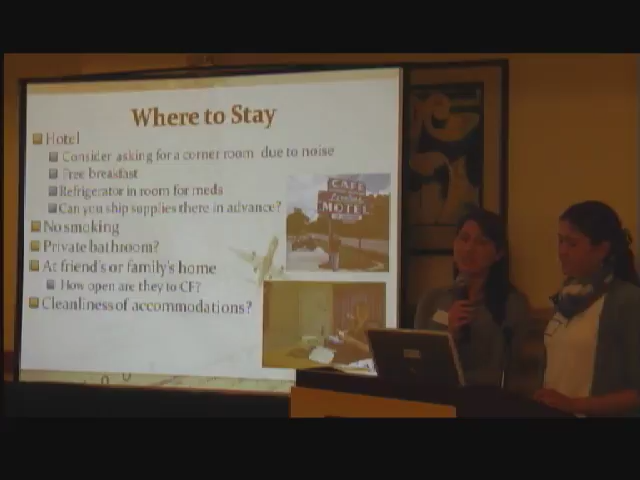 Where to Stay
Hotel
Consider asking for a corner room due to noise
Free breakfast
Refrigerator in room for meds
Can you ship supplies there in advance?
No smoking
Private bathroom?
At friend's or family's home
How open are they to CF?
Cleanliness of accommodations?
CAFE
MOTEL